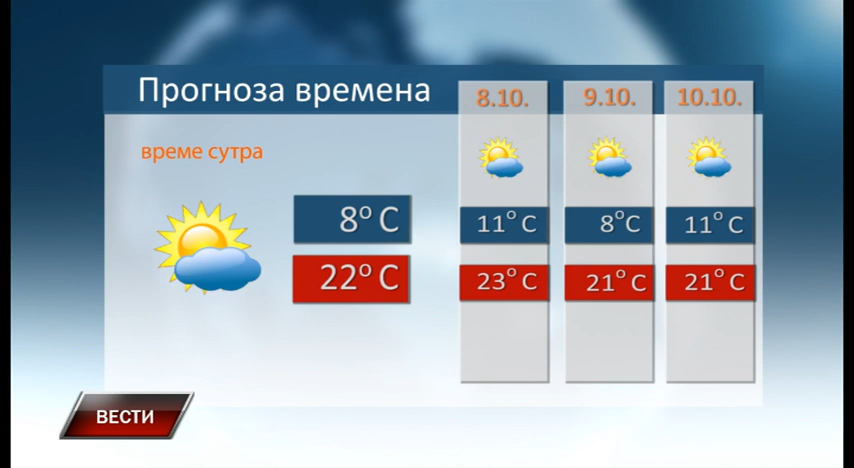 Прогноза времена
време сутра
8° C
22° C
8.10.
9.10.
10.10.
11° C
8°C
11° C
23° C
21° C
21° C
ВЕСТИ